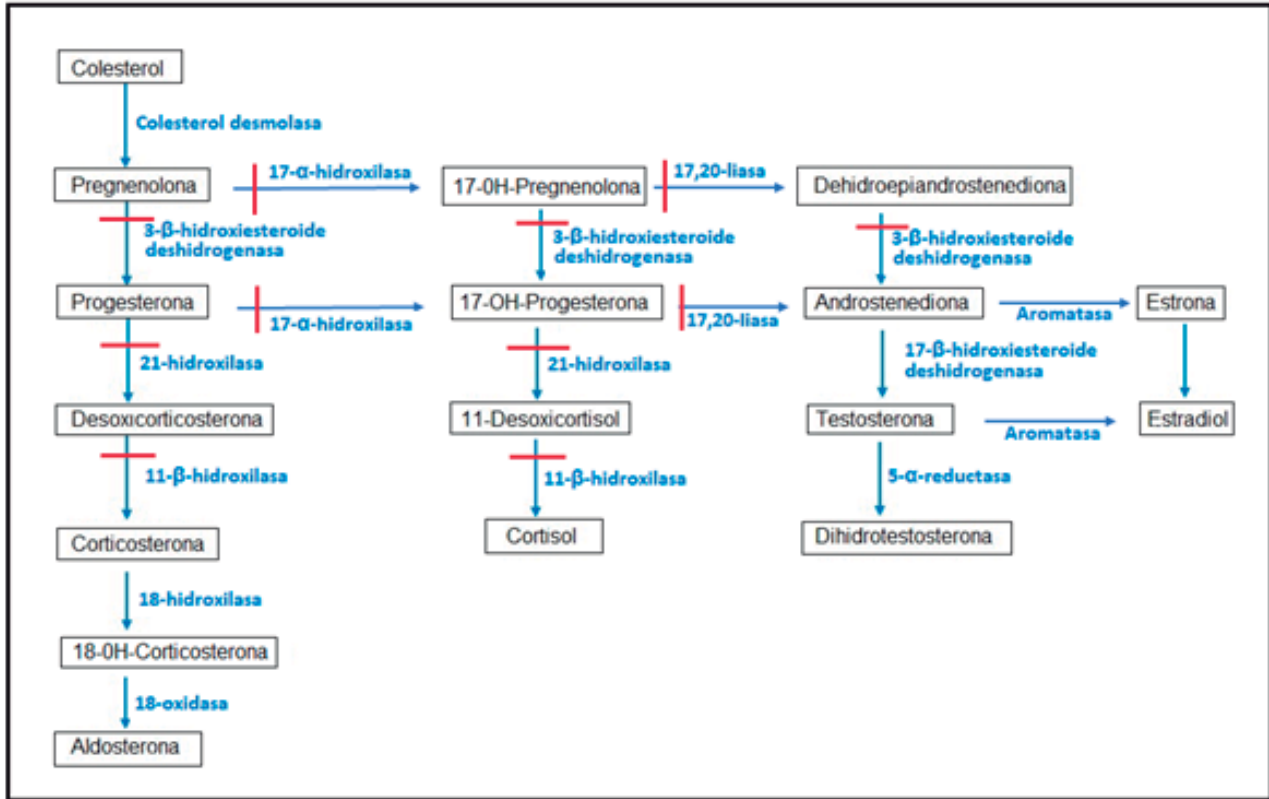 Colesterol
Colesterol desmolasa
17-α-hidroxilasa
17,20-liasa
Pregnenolona
17-0H-Pregnenolona
Dehidroepiandrostenediona
3-β-hidroxiesteroide
deshidrogenasa
3-β-hidroxiesteroide
deshidrogenasa
3-β-hidroxiesteroide
deshidrogenasa
Progesterona
17-OH-Progesterona
Androstenediona
Estrona
17-α-hidroxilasa
17,20-liasa
Aromatasa
21-hidroxilasa
21-hidroxilasa
17-β-hidroxiesteroide
deshidrogenasa
Desoxicorticosterona
11-Desoxicortisol
Testosterona
Estradiol
Aromatasa
11-β-hidroxilasa
11-β-hidroxilasa
5-α-reductasa
Corticosterona
Cortisol
Dihidrotestosterona
18-hidroxilasa
18-0H-Corticosterona
18-oxidasa
Aldosterona